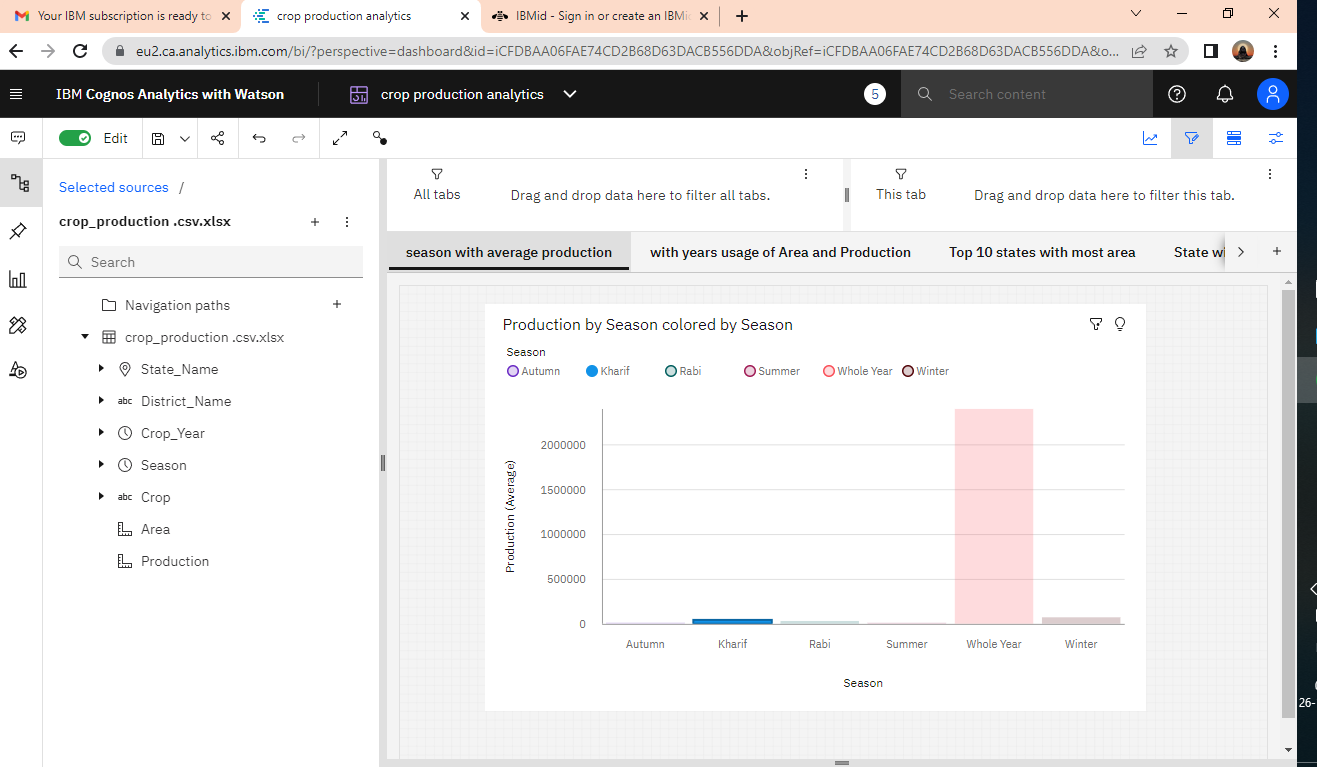 Your IBM subscription is ready to
crop production analytics
IBMid - Sign in or create an IBMi
eu2.ca.analytics.ibm.com/bi/?perspective=dashboard&id=iCFDBAA06FAE74CD2B68D63DACB556DDA&objRef=iCFDBAA06FAE74CD2B68D63DACB556DDA&o...
IBM Cognos Analytics with Watson
crop production analytics
5
Search content
Edit
Selected sources /
crop_production .csv.xlsx
Search
Navigation paths
crop_production .csv.xlsx
State_Name
abc District_Name
Crop_Year
Season
abc Crop
Area
Production
All tabs
Drag and drop data here to filter all tabs.
This tab
Drag and drop data here to filter this tab.
season with average production
with years usage of Area and Production
Top 10 states with most area
State wi
Production by Season colored by Season
Season
Autumn Kharif Rabi Summer Whole Year Winter
Production (Average)
2000000
1500000
1000000
500000
0
Autumn Kharif Rabi Summer Whole Year Winter
Season
26-